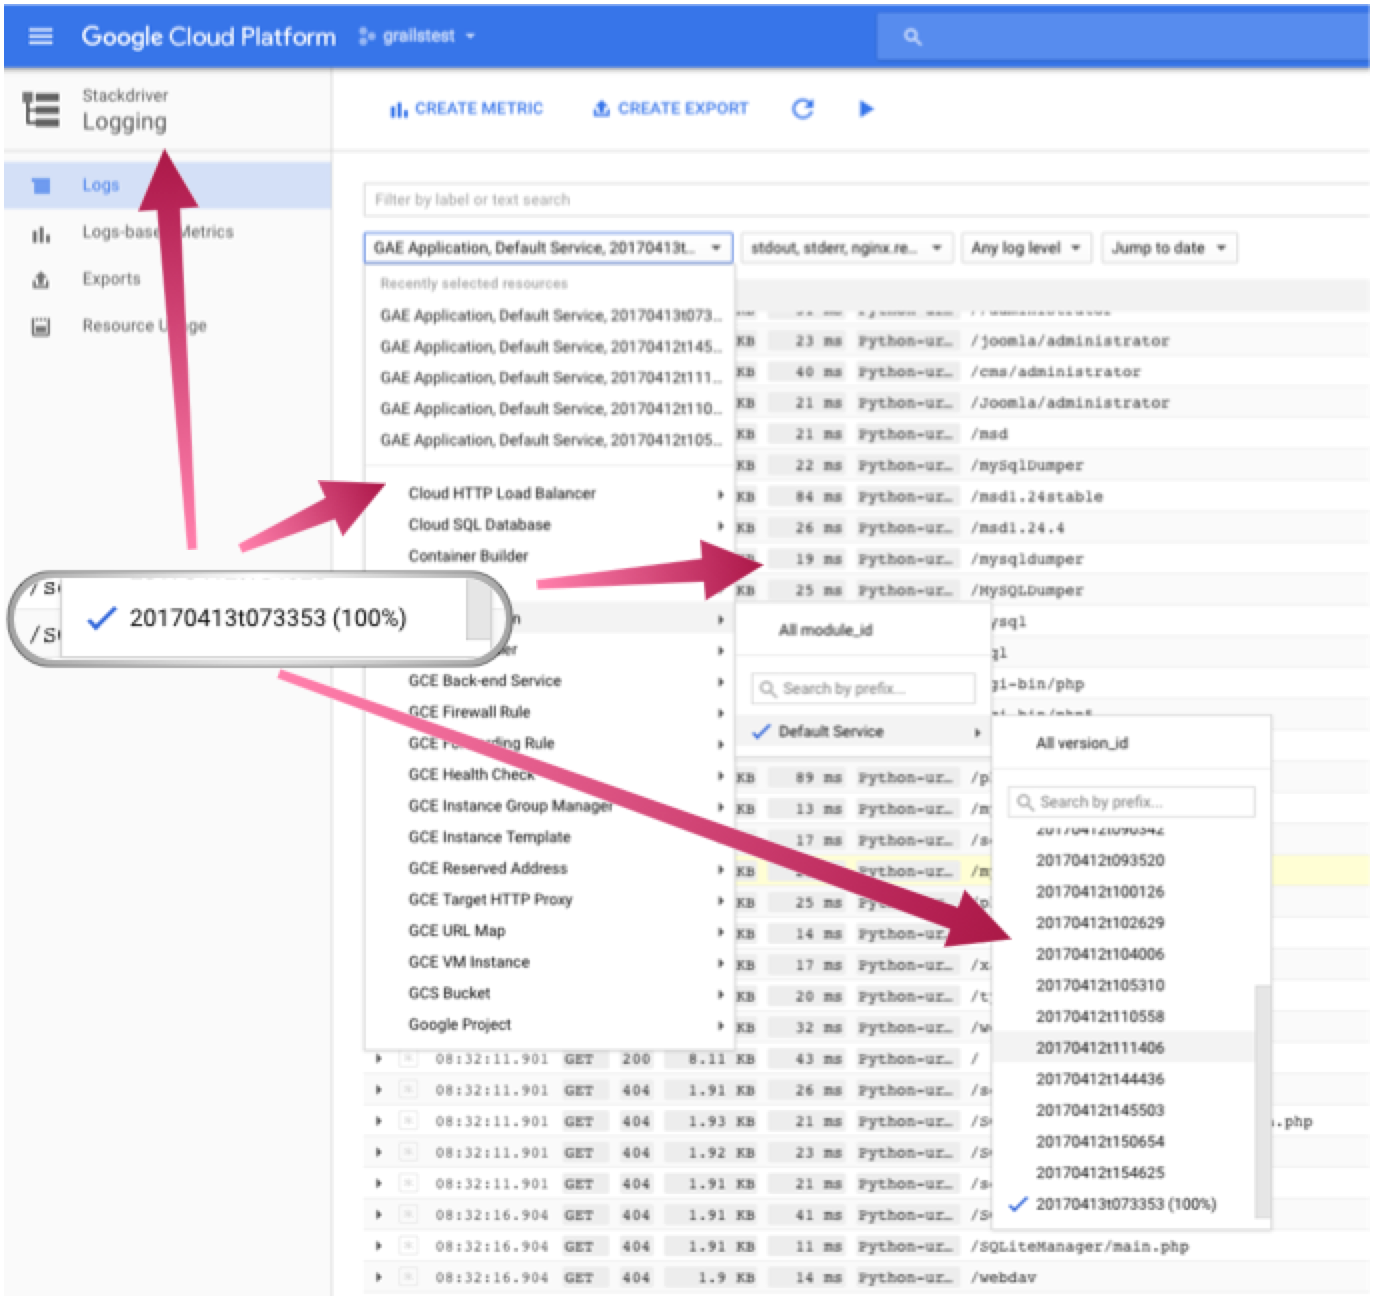 Google Cloud Platform grailstest
Stackdriver
Logging
CREATE METRIC CREATE EXPORT
Logs
Logs-base Metrics
Exports
Resource U ge
Filter by label or text search
GAE Application, Default Service, 20170413t... stdout, stderr, nginx.re... Any log level Jump to date
Recently selected resources
GAE Application, Default Service, 20170413t073...
GAE Application, Default Service, 20170412t145...
GAE Application, Default Service, 20170412t111...
GAE Application, Default Service, 20170412t110...
GAE Application, Default Service, 20170412t105...
Cloud HTTP Load Balancer
Cloud SQL Database
Container Builder
20170413t073353 (100%)
GCE Back-end Service
GCE Firewall Rule
GCE Forwarding Rule
GCE Health Check
GCE Instance Group Manager
GCE Instance Template
GCE Reserved Address
GCE Target HTTP Proxy
GCE URL Map
GCE VM Instance
GCS Bucket
Google Project
KB 23 ms Python-ur... /joomla/administrator
KB 40 ms Python-ur... /cms/administrator
KB 21 ms Python-ur... /Joomla/administrator
KB 21 ms Python-ur... /msd
KB 22 ms Python-ur... /mySqlDumper
KB 84 ms Python-ur... /msd1.24stable
KB 26 ms Python-ur... /msd1.24.4
19 ms Python-ur... /mysqldumper
KB 25 ms Python-ur... /MySQLDumper
ysql
ql
gi-bin/php
All module_id
Search by prefix...
Default Service
KB 89 ms Python-ur... /p
KB 13 ms Python-ur... /m
17 ms Python-ur... /s
KB Python-ur... /m
KB 25 ms
KB 14 ms Python-ur
KB 17 ms Python-ur... /x
KB 20 ms Python-ur... /t
KB 32 ms Python-ur... /w
All version_id
Search by prefix...
20170412t090342
20170412t093520
20170412t100126
20170412t102629
20170412t104006
20170412t105310
20170412t110558
20170412t111406
20170412t144436
20170412t145503
20170412t150654
20170412t154625
20170413t073353 (100%)
08:32:11.901 GET 200 8.11 KB 43 ms Python-ur... /
08:32:11.901 GET 404 1.91 KB 26 ms Python-ur... /s
08:32:11.901 GET 404 1.93 KB 21 ms Python-ur... /S .php
08:32:11.901 GET 404 1.92 KB 23 ms Python-ur... /S
08:32:11.901 GET 404 1.91 KB 21 ms Python-ur... /s
08:32:16.904 GET 404 1.91 KB 41 ms Python-ur... /S
08:32:16.904 GET 404 1.91 KB 11 ms Python-ur... /SQLiteManager/main.php
08:32:16.904 GET 404 1.9 KB 14 ms Python-ur... /webdav